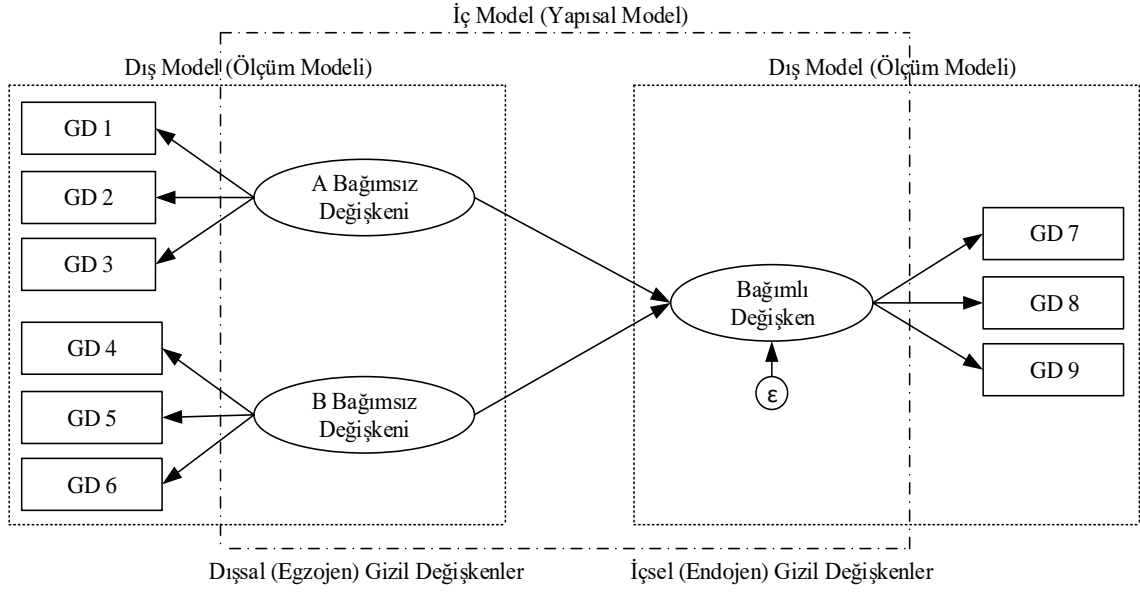 İç Model (Yapısal Model)
Dış Model (Ölçüm Modeli)
Dış Model (Ölçüm Modeli)
GD 1
GD 2
GD 3
A Bağımsız
Değişkeni
GD 4
GD 5
GD 6
B Bağımsız
Değişkeni
Bağımlı
Değişken
ε
GD 7
GD 8
GD 9
Dışsal (Egzojen) Gizil Değişkenler
İçsel (Endojen) Gizil Değişkenler